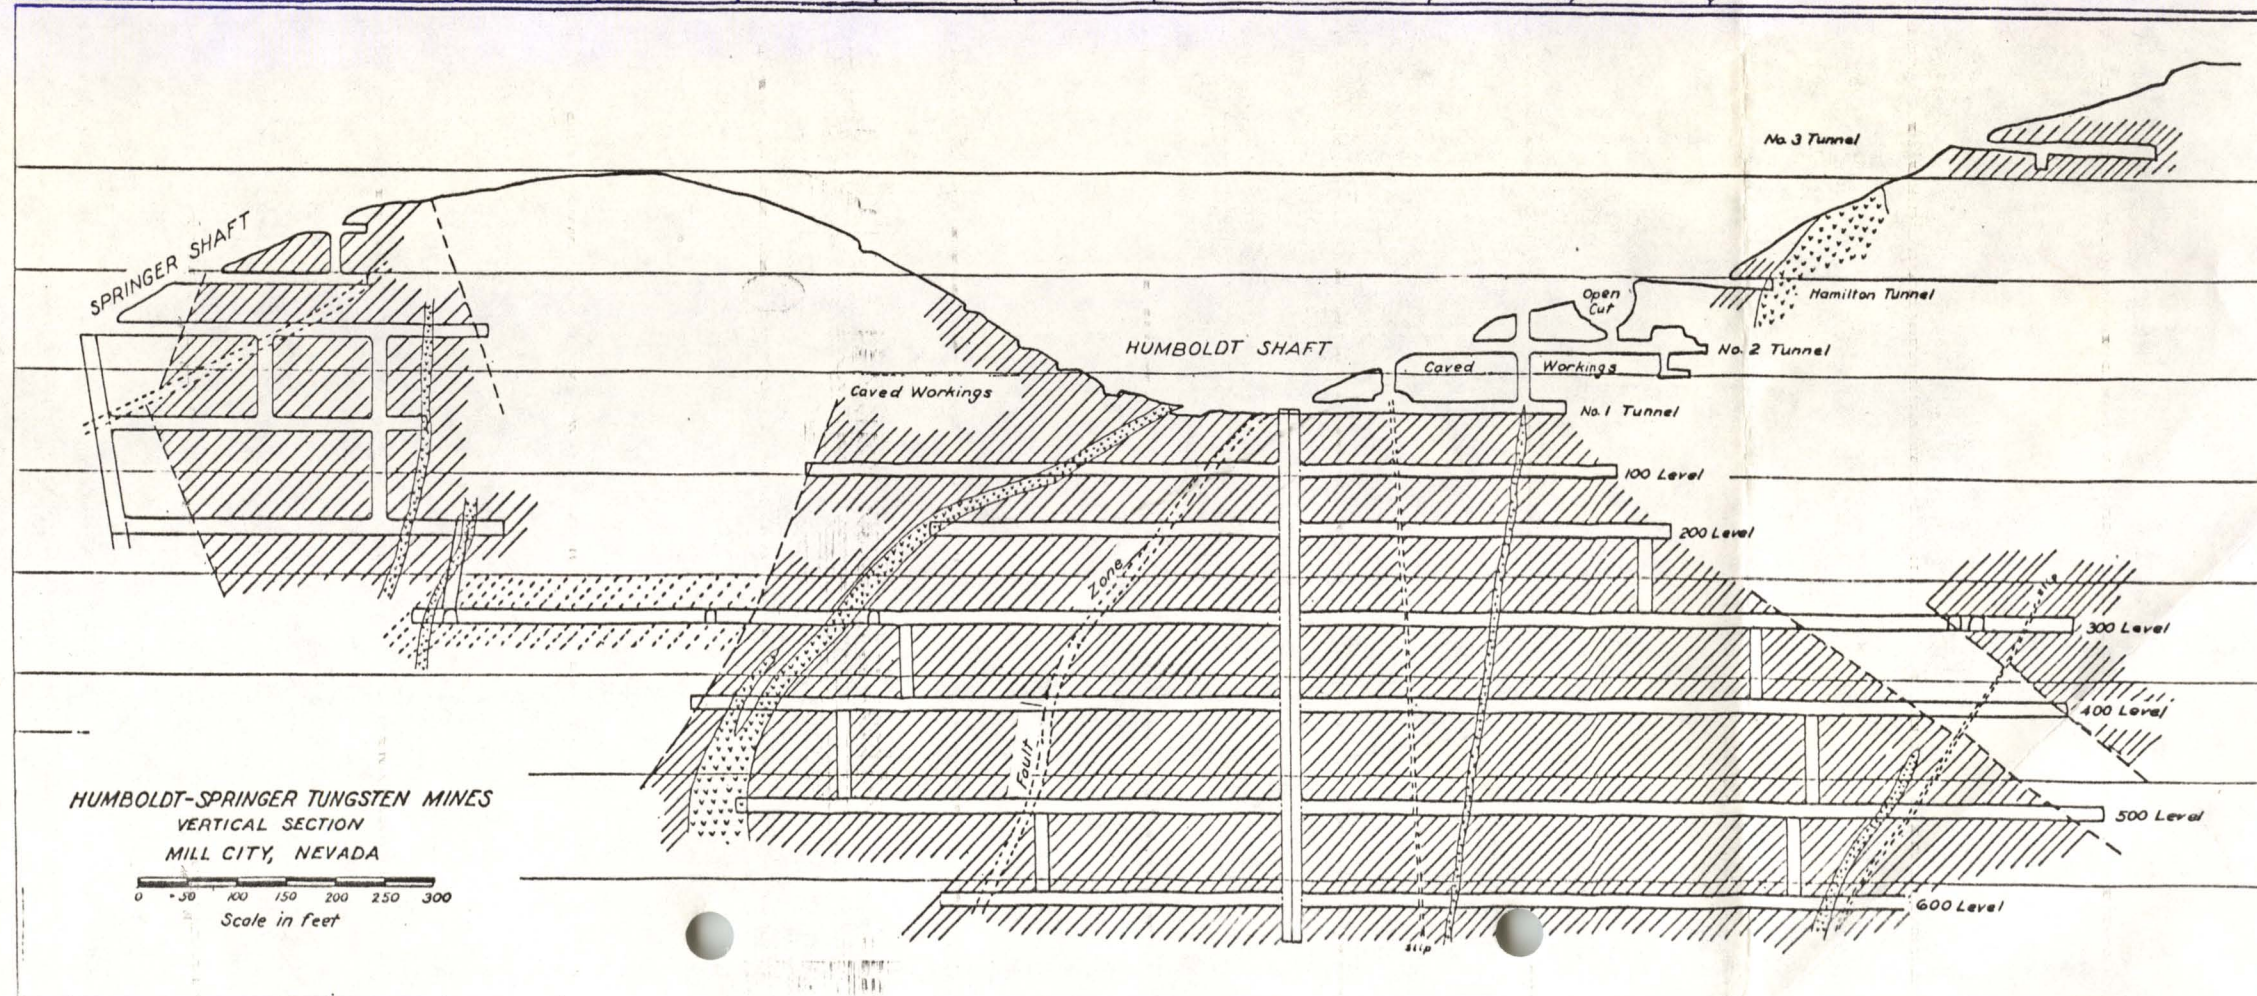 No. 3 Tunnel
SPRINGER SHAFT
Open
Cut
Hamilton Tunnel
HUMBOLDT SHAFT
No. 2 Tunnel
Caved Workings
Caved Workings
No. 1 Tunnel
100 Level
200 Level
Zone
300 Level
400 Level
Fault
500 Level
600 Level
Slip
HUMBOLDT-SPRINGER TUNGSTEN MINES
VERTICAL SECTION
MILL CITY, NEVADA
0 50 100 150 200 250 300
Scale in feet